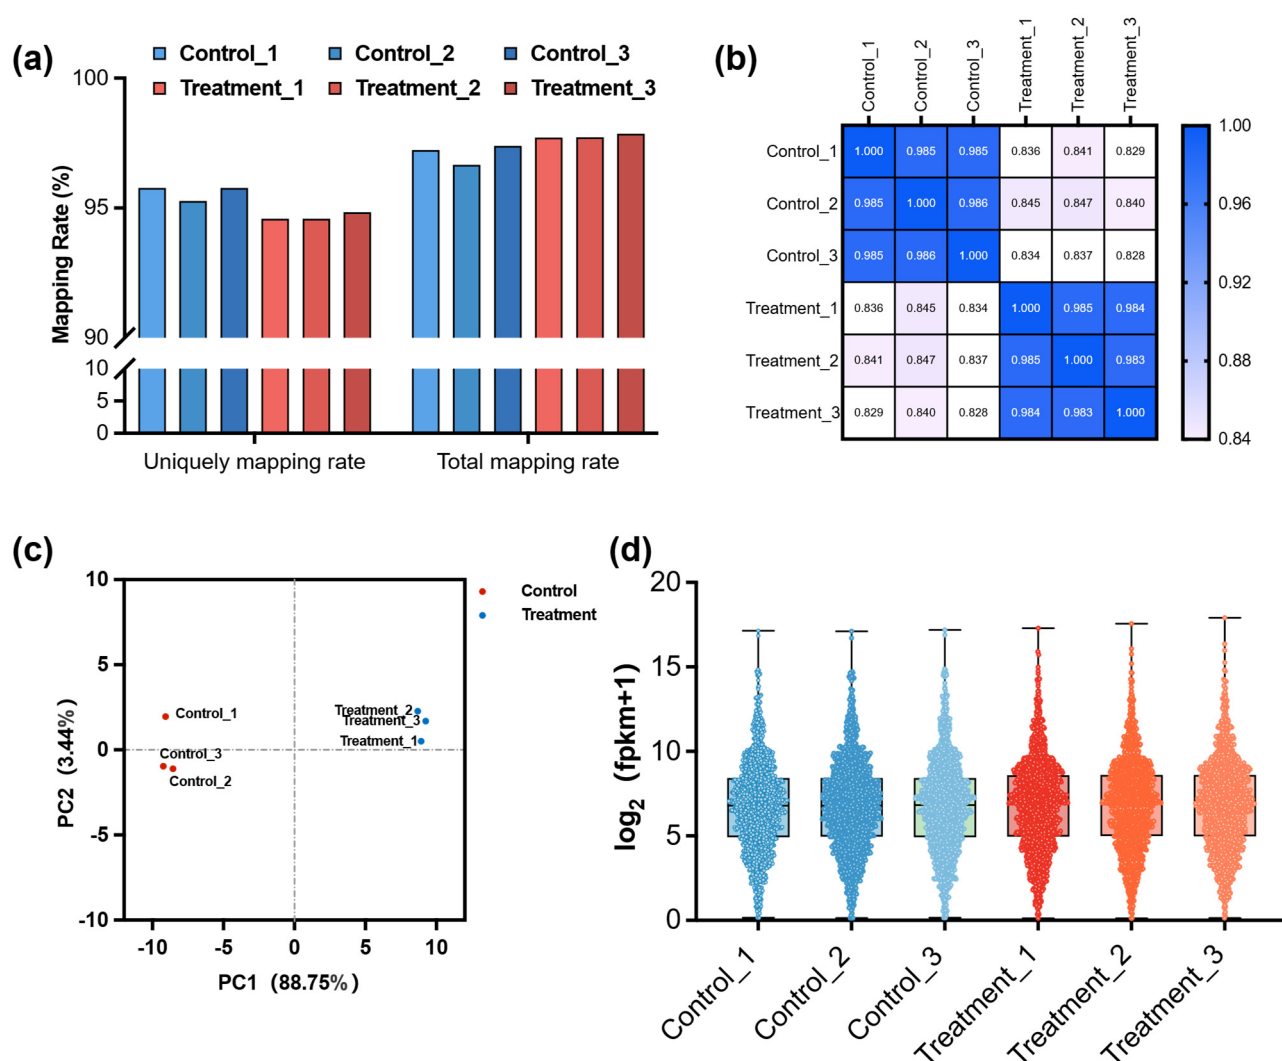 (a)
Control_1 Control_2 Control_3
Treatment_1 Treatment_2 Treatment_3
Mapping Rate (%)
100
95
90
10
5
0
Uniquely mapping rate Total mapping rate
(b)
Control_1 Control_2 Control_3 Treatment_1 Treatment_2 Treatment_3
Control_1 1.000 0.985 0.985 0.836 0.841 0.829
Control_2 0.985 1.000 0.986 0.845 0.847 0.840
Control_3 0.985 0.986 1.000 0.834 0.837 0.828
Treatment_1 0.836 0.845 0.834 1.000 0.985 0.984
Treatment_2 0.841 0.847 0.837 0.985 1.000 0.983
Treatment_3 0.829 0.840 0.828 0.984 0.983 1.000
1.00
0.96
0.92
0.88
0.84
(c)
Control
Treatment
PC2 (3.44%)
10
5
0
-5
-10
Control_1
Control_3
Control_2
Treatment_2
Treatment_3
Treatment_1
-10 -5 0 5 10
PC1 (88.75%)
(d)
log2 (fpkm+1)
20
15
10
5
0
Control_1 Control_2 Control_3 Treatment_1 Treatment_2 Treatment_3